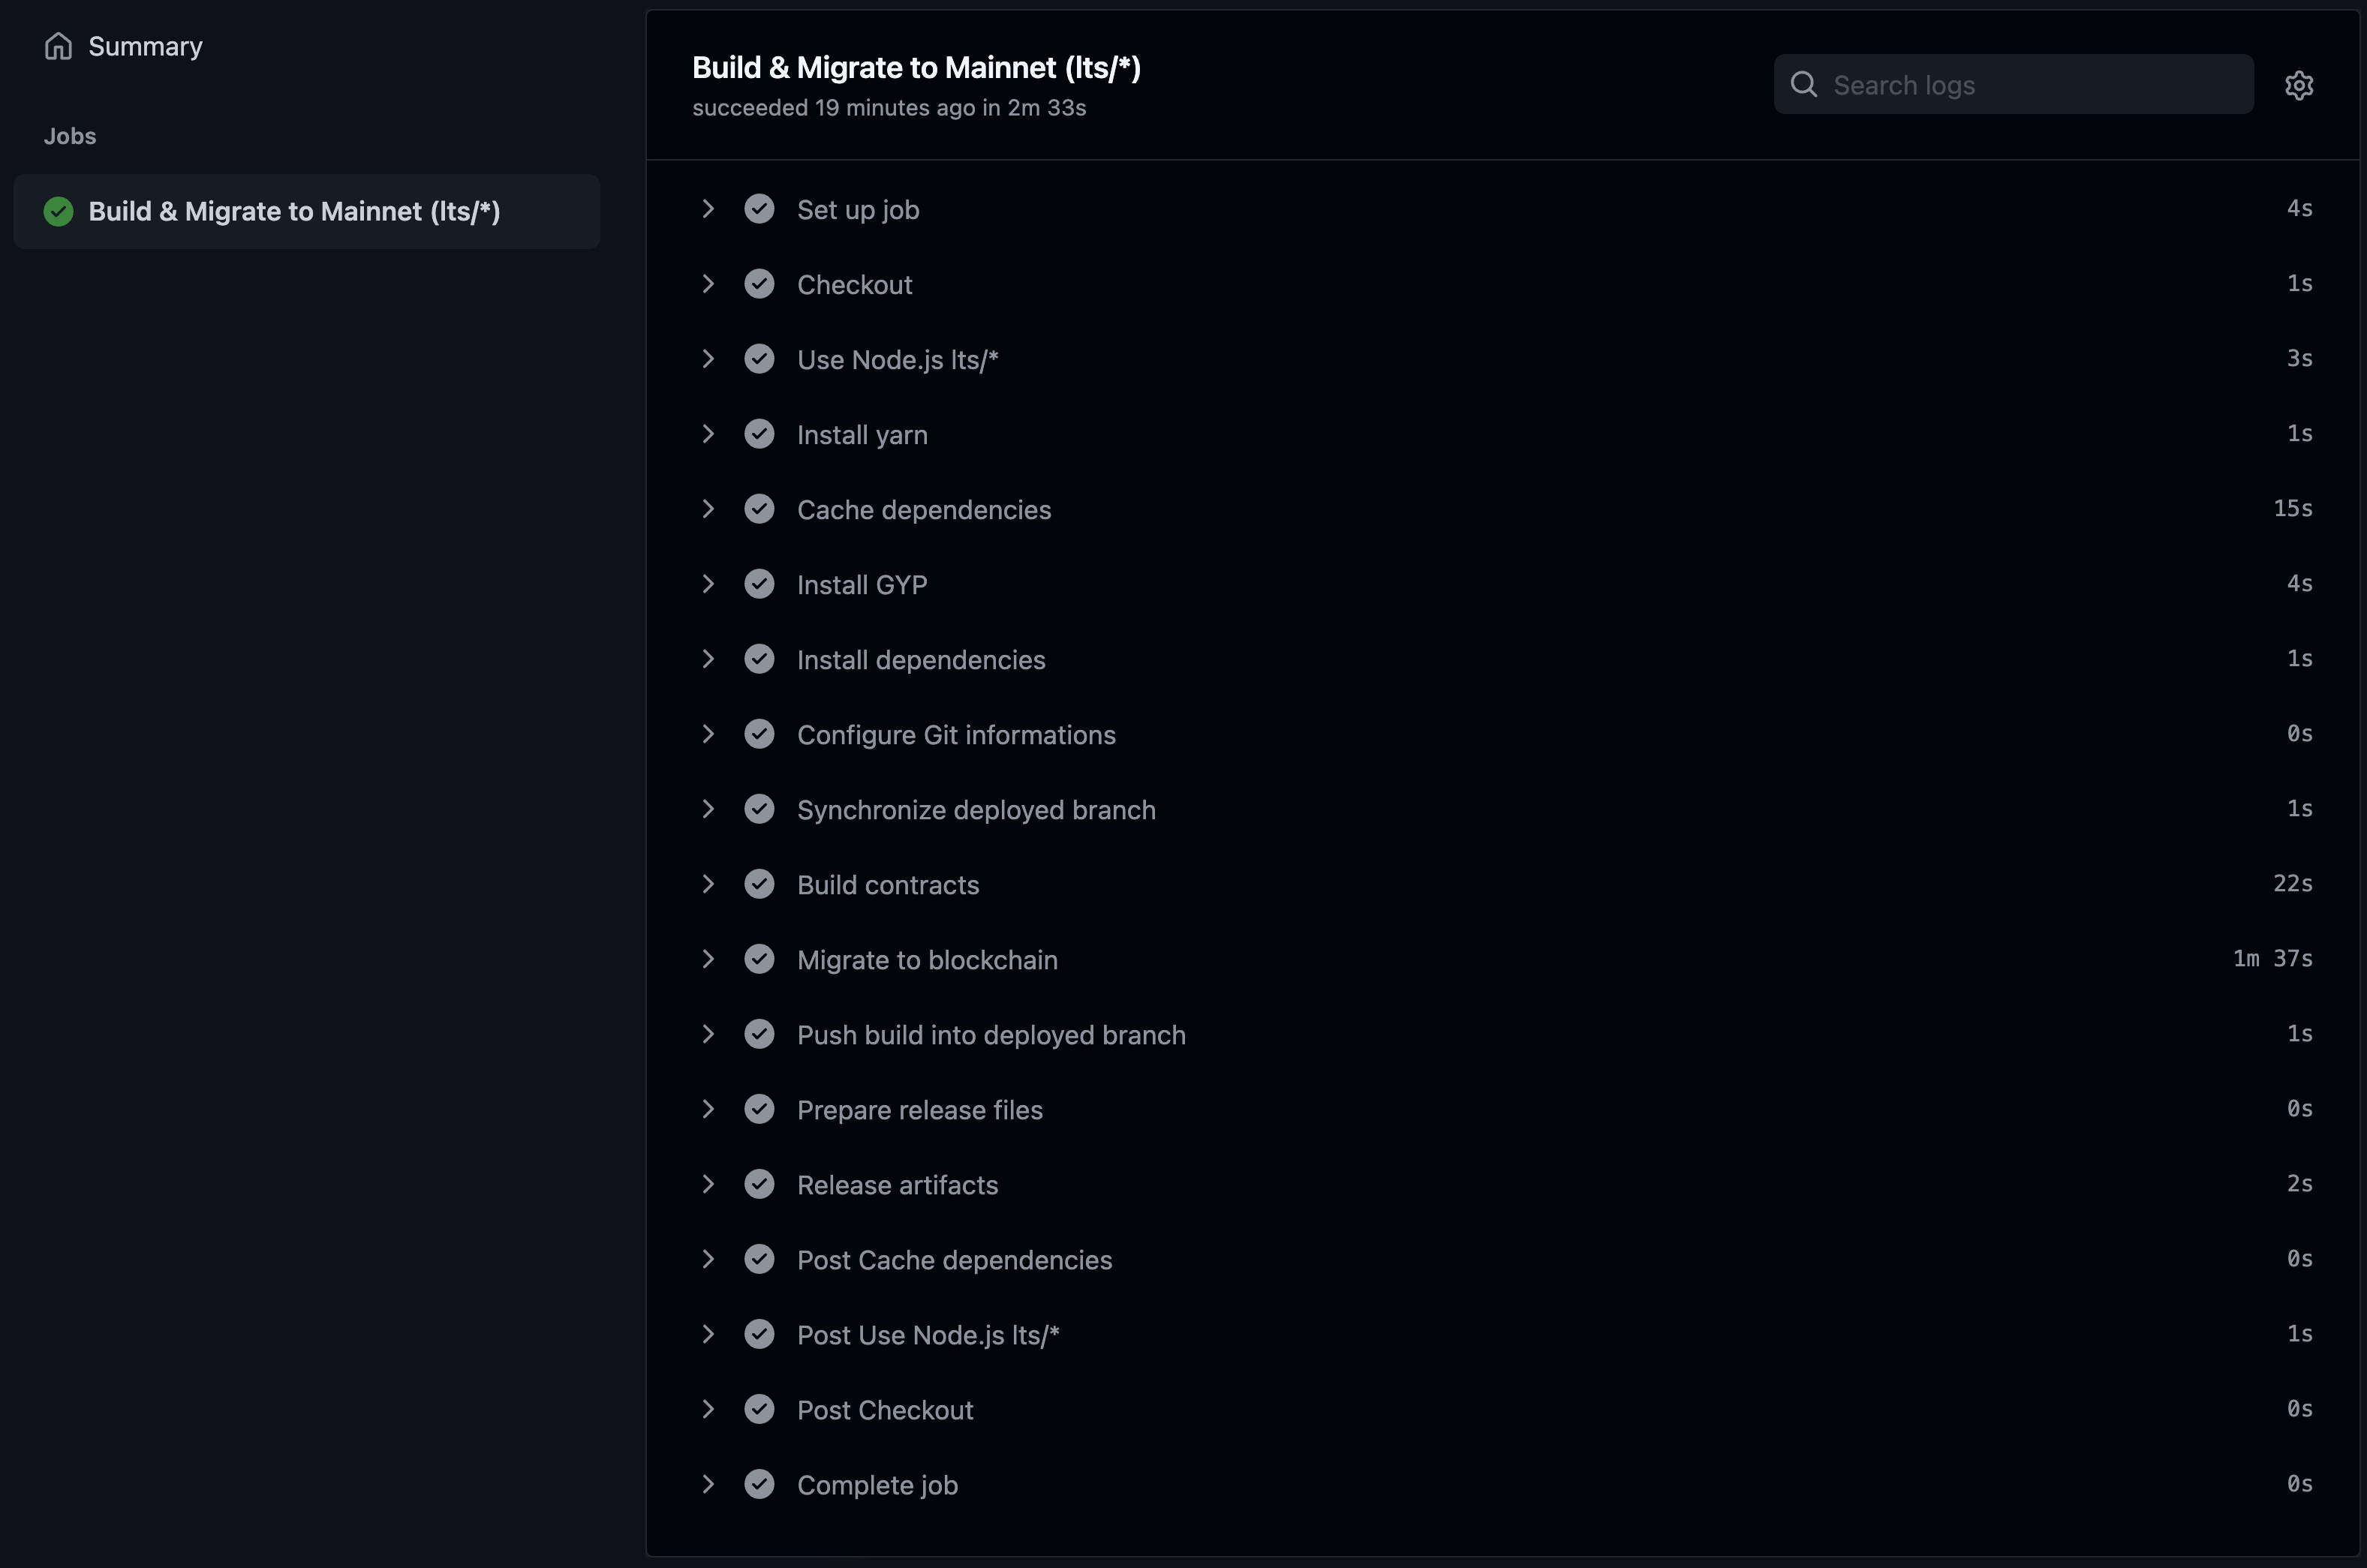 Summary
Jobs
Build & Migrate to Mainnet (lts/*)
Build & Migrate to Mainnet (lts/*)
succeeded 19 minutes ago in 2m 33s
Search logs
Set up job 4s
Checkout 1s
Use Node.js lts/* 3s
Install yarn 1s
Cache dependencies 15s
Install GYP 4s
Install dependencies 1s
Configure Git informations 0s
Synchronize deployed branch 1s
Build contracts 22s
Migrate to blockchain 1m 37s
Push build into deployed branch 1s
Prepare release files 0s
Release artifacts 2s
Post Cache dependencies 0s
Post Use Node.js lts/* 1s
Post Checkout 0s
Complete job 0s